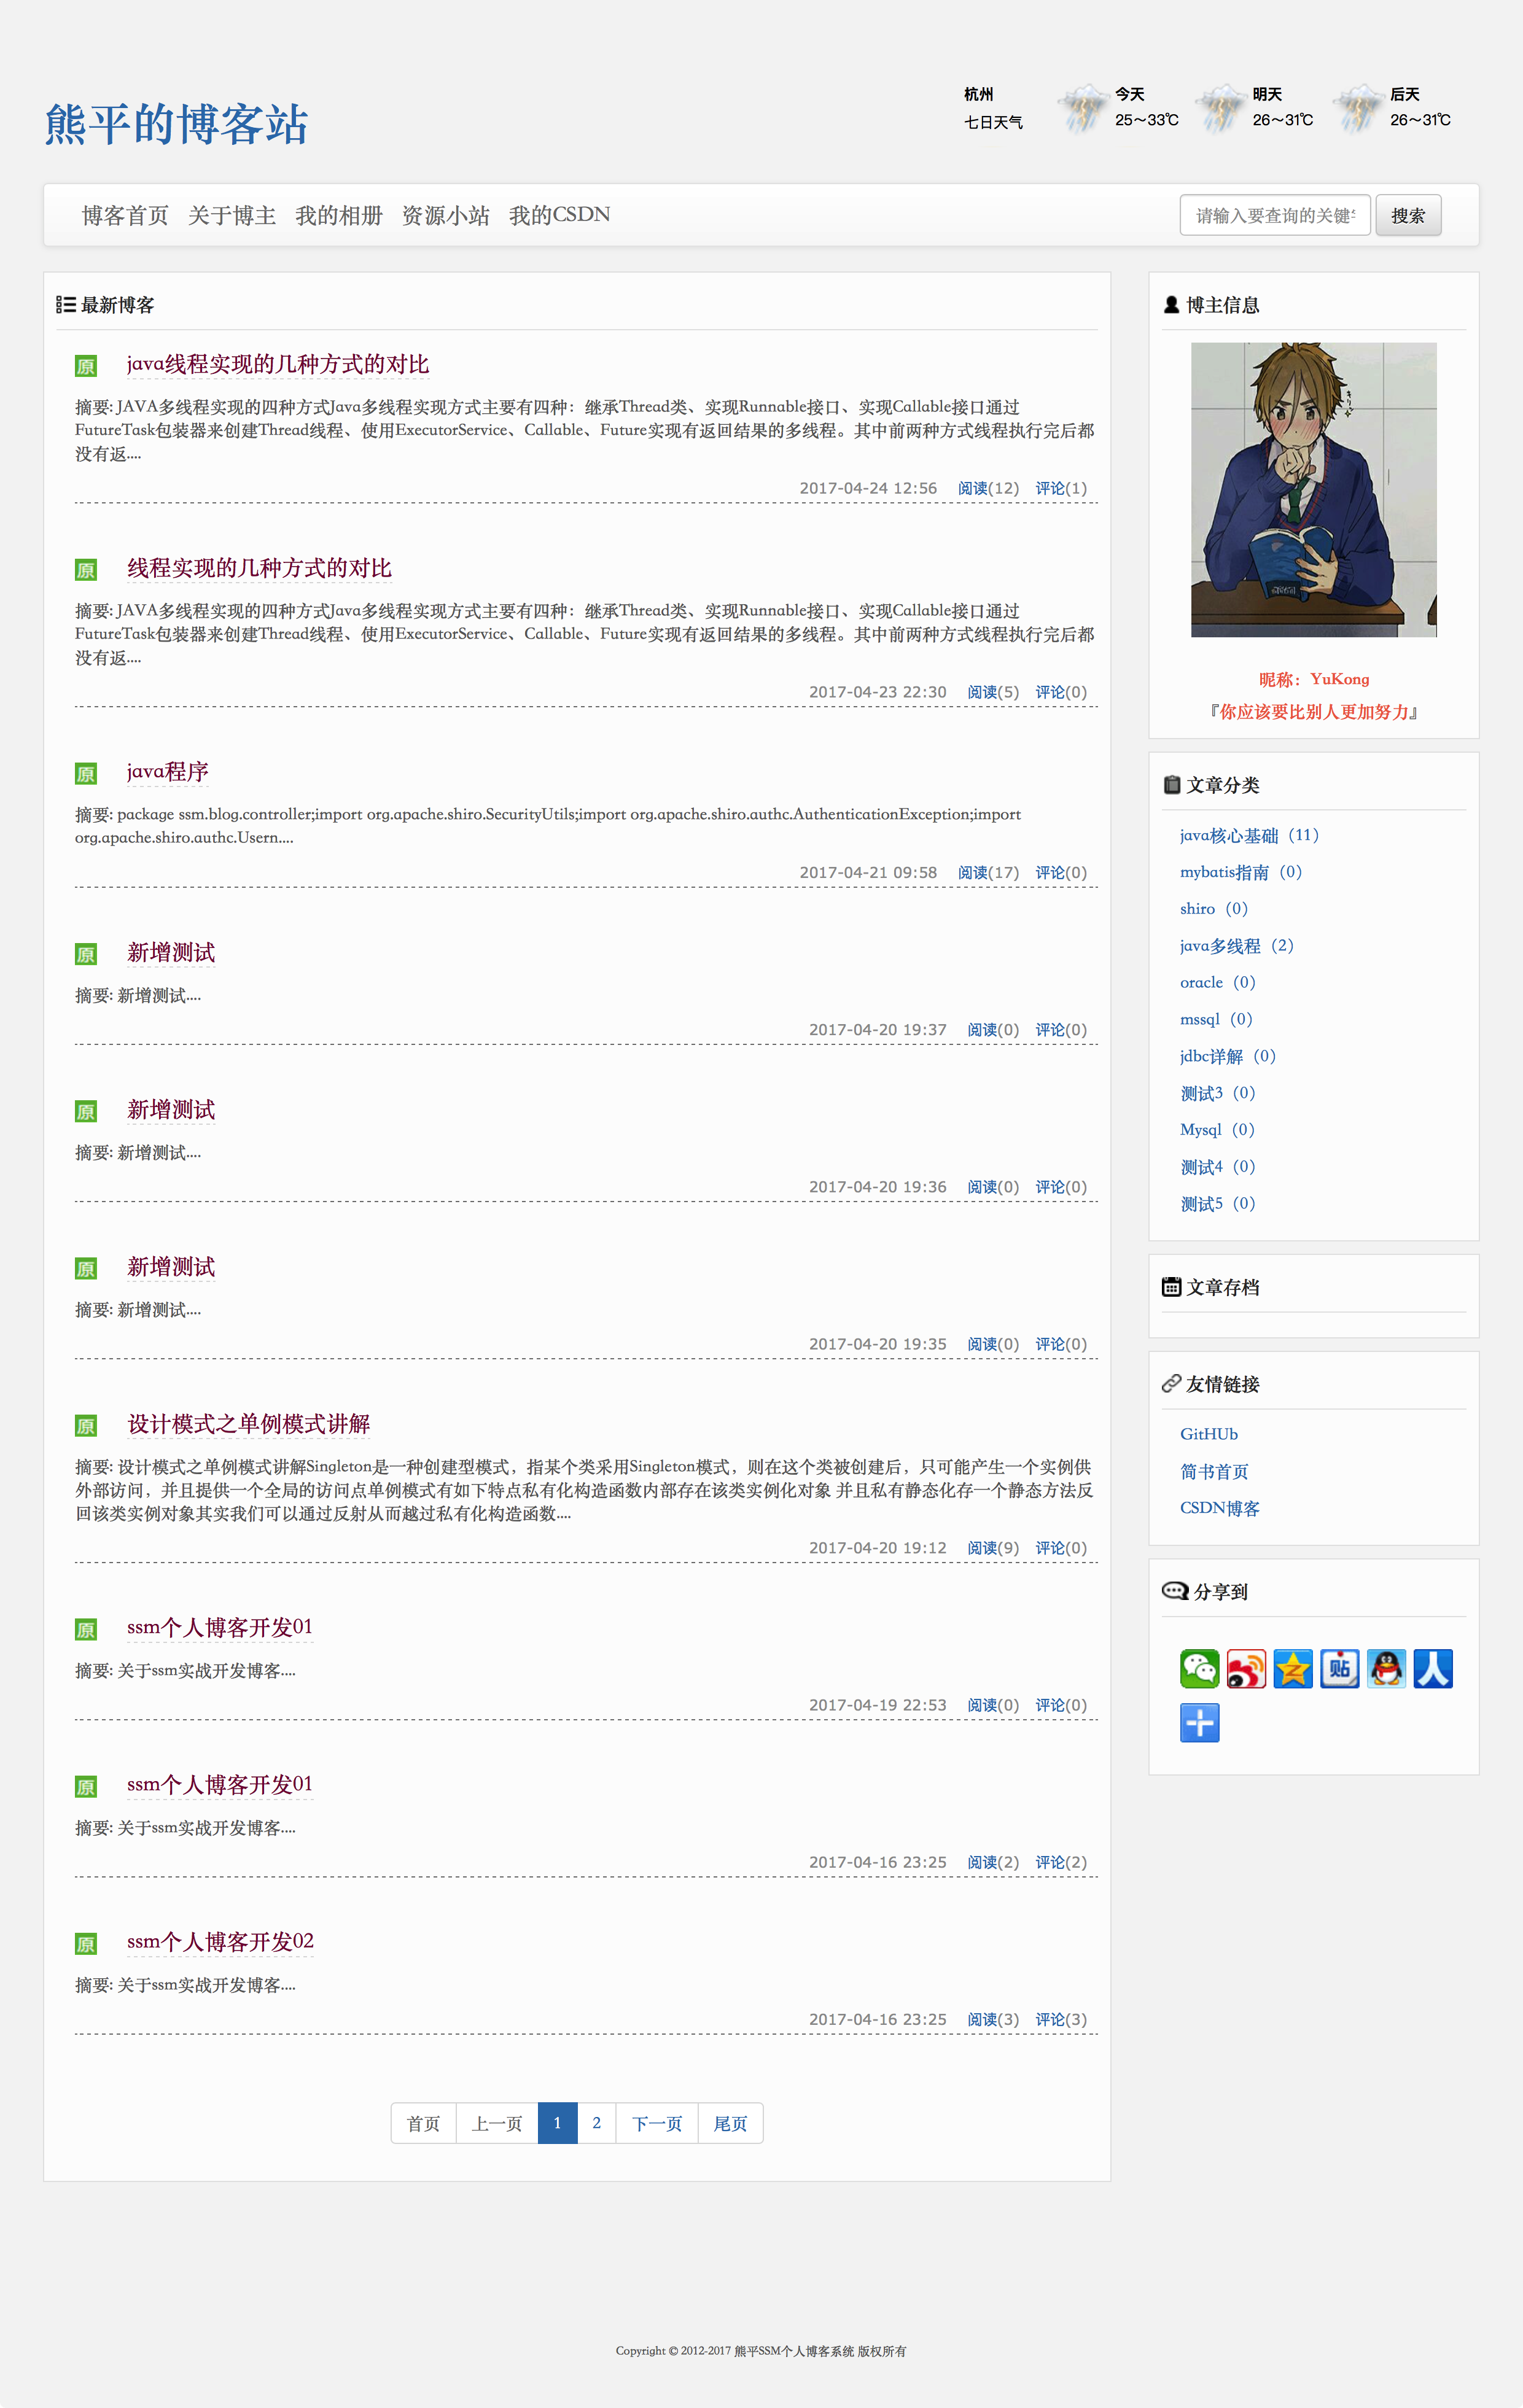 熊平的博客站
杭州
七日天气
今天
25～33℃
明天
26～31℃
后天
26～31℃
博客首页 关于博主 我的相册 资源小站 我的CSDN
请输入要查询的关键 搜索
最新博客
原 java线程实现的几种方式的对比
摘要: JAVA多线程实现的四种方式Java多线程实现方式主要有四种：继承Thread类、实现Runnable接口、实现Callable接口通过
FutureTask包装器来创建Thread线程、使用ExecutorService、Callable、Future实现有返回结果的多线程。其中前两种方式线程执行完后都
没有返....
2017-04-24 12:56 阅读(12) 评论(1)
原 线程实现的几种方式的对比
摘要: JAVA多线程实现的四种方式Java多线程实现方式主要有四种：继承Thread类、实现Runnable接口、实现Callable接口通过
FutureTask包装器来创建Thread线程、使用ExecutorService、Callable、Future实现有返回结果的多线程。其中前两种方式线程执行完后都
没有返....
2017-04-23 22:30 阅读(5) 评论(0)
原 java程序
摘要: package ssm.blog.controller;import org.apache.shiro.SecurityUtils;import org.apache.shiro.authc.AuthenticationException;import
org.apache.shiro.authc.Usern....
2017-04-21 09:58 阅读(17) 评论(0)
原 新增测试
摘要: 新增测试....
2017-04-20 19:37 阅读(0) 评论(0)
原 新增测试
摘要: 新增测试....
2017-04-20 19:36 阅读(0) 评论(0)
原 新增测试
摘要: 新增测试....
2017-04-20 19:35 阅读(0) 评论(0)
原 设计模式之单例模式讲解
摘要: 设计模式之单例模式讲解Singleton是一种创建型模式，指某个类采用Singleton模式，则在这个类被创建后，只可能产生一个实例供
外部访问，并且提供一个全局的访问点单例模式有如下特点私有化构造函数内部存在该类实例化对象 并且私有静态化存一个静态方法反
回该类实例对象其实我们可以通过反射从而越过私有化构造函数....
2017-04-20 19:12 阅读(9) 评论(0)
原 ssm个人博客开发01
摘要: 关于ssm实战开发博客....
2017-04-19 22:53 阅读(0) 评论(0)
原 ssm个人博客开发01
摘要: 关于ssm实战开发博客....
2017-04-16 23:25 阅读(2) 评论(2)
原 ssm个人博客开发02
摘要: 关于ssm实战开发博客....
2017-04-16 23:25 阅读(3) 评论(3)
首页 上一页 1 2 下一页 尾页
博主信息
昵称：YuKong
『你应该要比别人更加努力』
文章分类
java核心基础（11）
mybatis指南（0）
shiro（0）
java多线程（2）
oracle（0）
mssql（0）
jdbc详解（0）
测试3（0）
Mysql（0）
测试4（0）
测试5（0）
文章存档
友情链接
GitHUb
简书首页
CSDN博客
分享到
贴
Copyright © 2012-2017 熊平SSM个人博客系统 版权所有